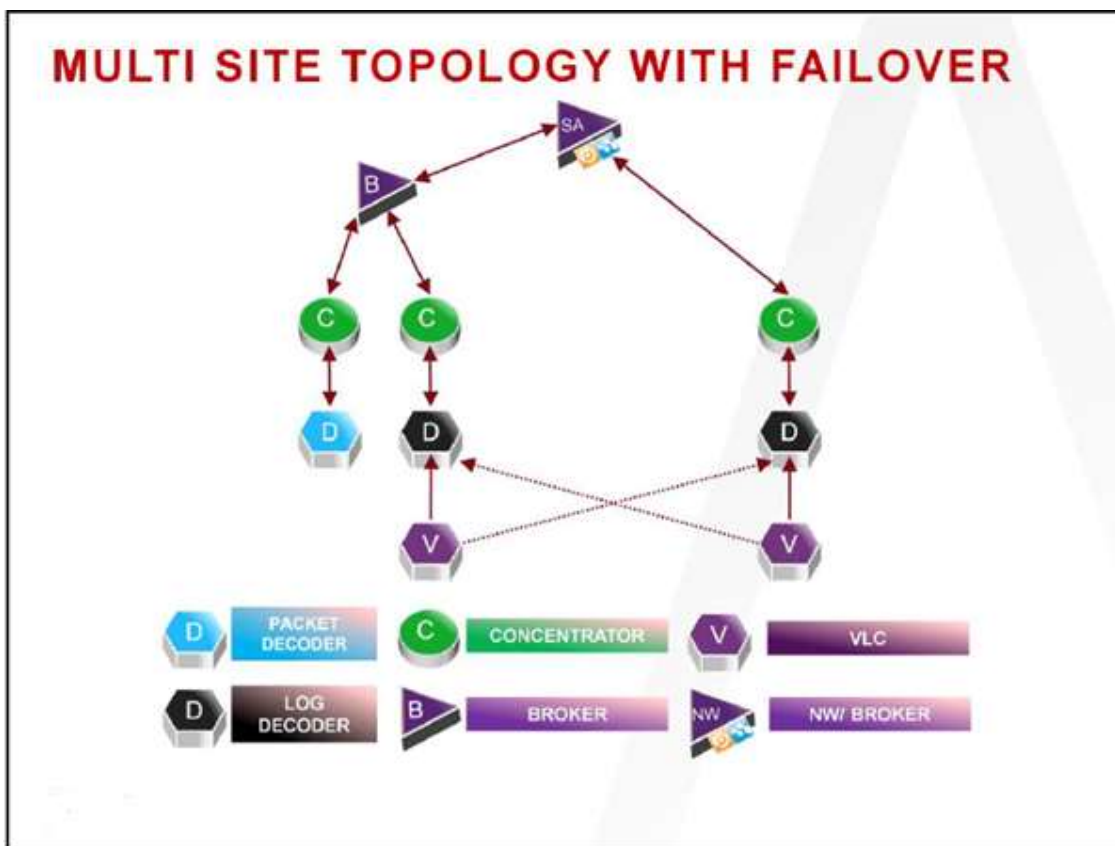 MULTI SITE TOPOLOGY WITH FAILOVER
SA
B
C
C
C
D
D
D
V
V
D
PACKET
DECODER
C
CONCENTRATOR
V
VLC
D
LOG
DECODER
B
BROKER
NW
NW/ BROKER